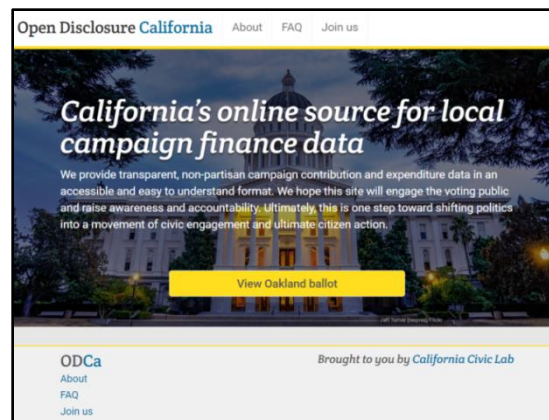 Open Disclosure California About FAQ Join us
California's online source for local
campaign finance data
We provide transparent, non-partisan campaign contribution and expenditure data in an
accessible and easy to understand format. We hope this site will engage the voting public
and raise awareness and accountability. Ultimately, this is one step toward shifting politics
into a movement of civic engagement and ultimate citizen action.
View Oakland ballot
ODCa
Brought to you by California Civic Lab
About
FAQ
Join us